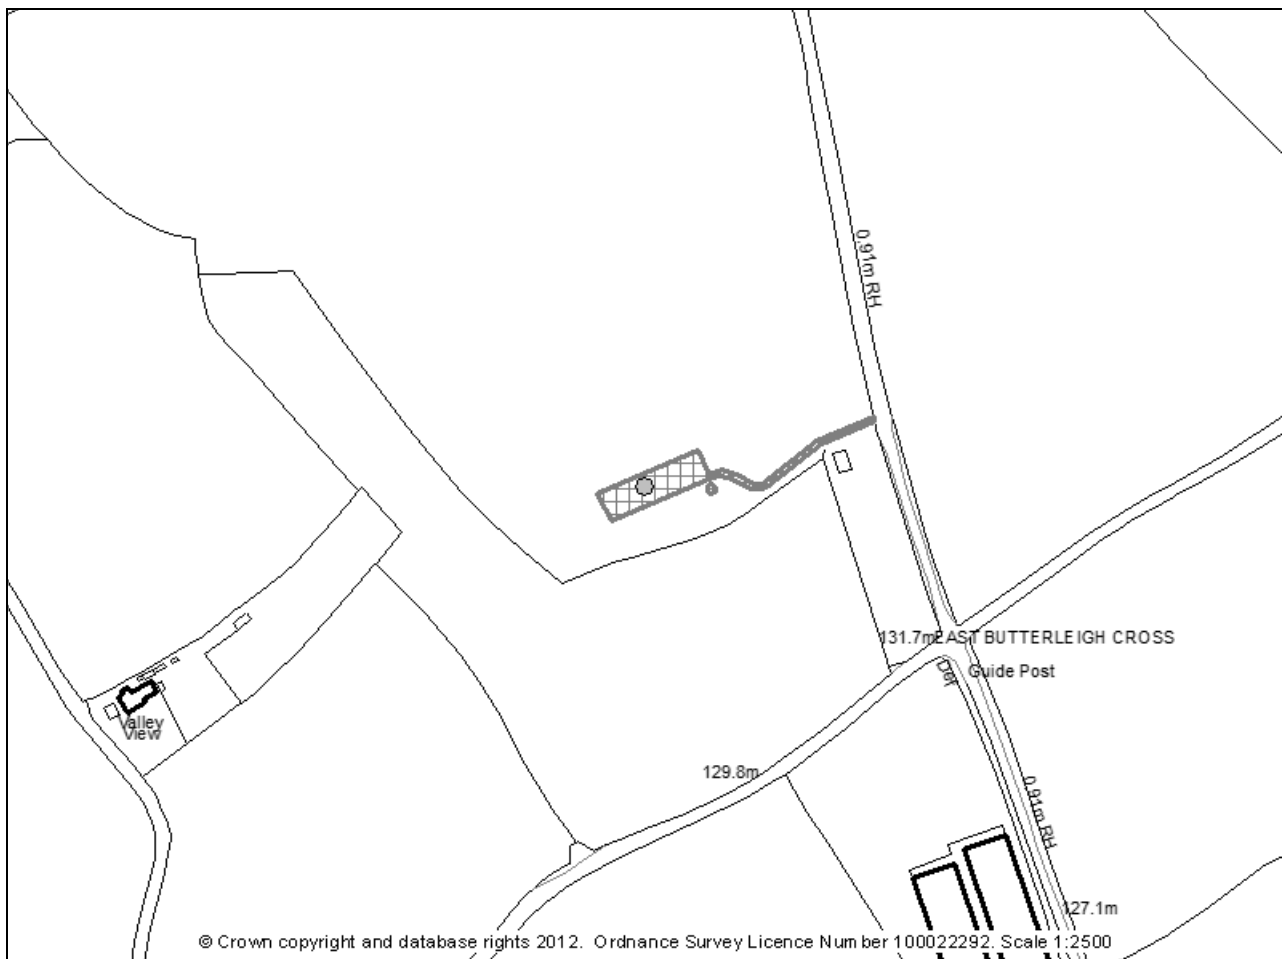 0.91m RH
131.7m
EAST BUTTERLEIGH CROSS
Guide Post
Def
Valley
View
129.8m
0.91m RH
127.1m
© Crown copyright and database rights 2012. Ordnance Survey Licence Number 100022292. Scale 1:2500